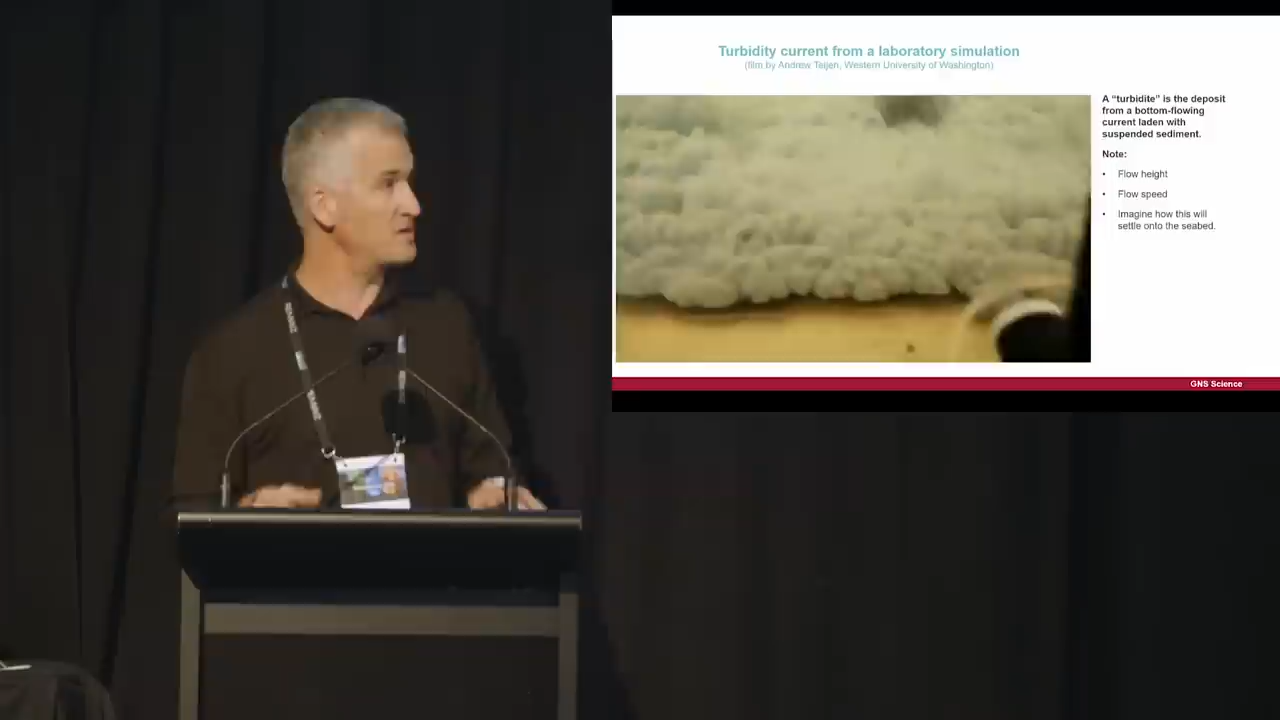 Turbidity current from a laboratory simulation
(film by Andrew Teijen, Western University of Washington)
A “turbidite” is the deposit
from a bottom-flowing
current laden with
suspended sediment.
Note:
• Flow height
• Flow speed
• Imagine how this will
settle onto the seabed.
GNS Science